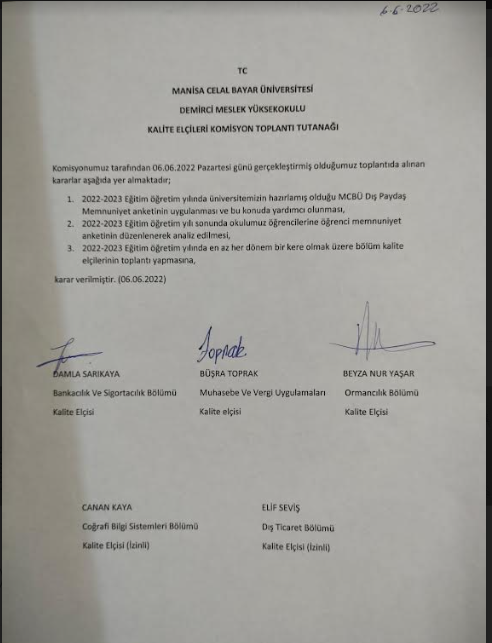 6.6.2022
TC
MANİSA CELAL BAYAR ÜNİVERSİTESİ
DEMİRCİ MESLEK YÜKSEKOKULU
KALİTE ELÇİLERİ KOMİSYON TOPLANTI TUTANAĞI
Komisyonumuz tarafından 06.06.2022 Pazartesi günü gerçekleştirmiş olduğumuz toplantıda alınan
kararlar aşağıda yer almaktadır;
1. 2022-2023 Eğitim öğretim yılında üniversitemizin hazırlamış olduğu MCBÜ Dış Paydaş
Memnuniyet anketinin uygulanması ve bu konuda yardımcı olunması,
2. 2022-2023 Eğitim öğretim yılı sonunda okulumuz öğrencilerine öğrenci memnuniyet
anketinin düzenlenerek analiz edilmesi,
3. 2022-2023 Eğitim öğretim yılında en az her dönem bir kere olmak üzere bölüm kalite
elçilerinin toplantı yapmasına,
karar verilmiştir. (06.06.2022)
Toprak
DAMLA SARIKAYA BÜŞRA TOPRAK BEYZA NUR YAŞAR
Bankacılık Ve Sigortacılık Bölümü Muhasebe Ve Vergi Uygulamaları Ormancılık Bölümü
Kalite Elçisi Kalite elçisi Kalite Elçisi
CANAN KAYA ELİF SEVİŞ
Coğrafi Bilgi Sistemleri Bölümü Dış Ticaret Bölümü
Kalite Elçisi (İzinli) Kalite Elçisi (İzinli)